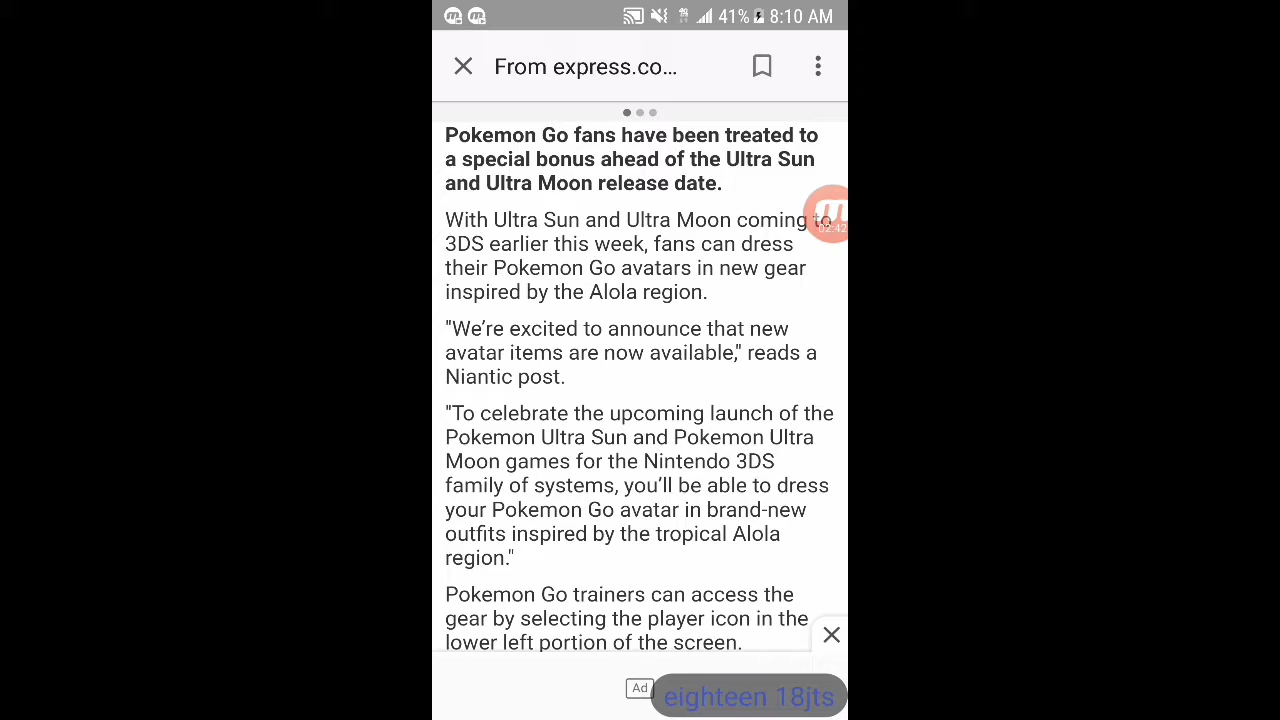 41% 8:10 AM
From express.co...
Pokemon Go fans have been treated to
a special bonus ahead of the Ultra Sun
and Ultra Moon release date.
With Ultra Sun and Ultra Moon coming to
3DS earlier this week, fans can dress
their Pokemon Go avatars in new gear
inspired by the Alola region.
02:42
"We’re excited to announce that new
avatar items are now available," reads a
Niantic post.
"To celebrate the upcoming launch of the
Pokemon Ultra Sun and Pokemon Ultra
Moon games for the Nintendo 3DS
family of systems, you’ll be able to dress
your Pokemon Go avatar in brand-new
outfits inspired by the tropical Alola
region."
Pokemon Go trainers can access the
gear by selecting the player icon in the
lower left portion of the screen.
Ad
eighteen 18jts